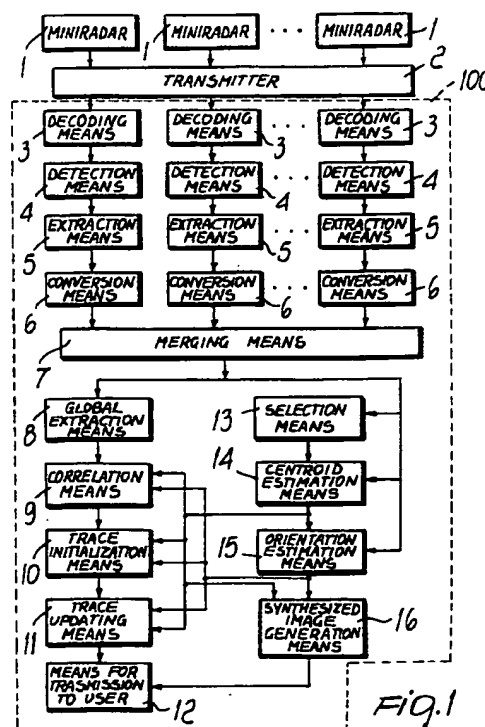 MINIRADAR MINIRADAR . . . MINIRADAR
1 1 1
TRANSMITTER 2
100
DECODING MEANS DECODING MEANS . . . DECODING MEANS
3 3 3
DETECTION MEANS DETECTION MEANS . . . DETECTION MEANS
4 4 4
EXTRACTION MEANS EXTRACTION MEANS . . . EXTRACTION MEANS
5 5 5
CONVERSION MEANS CONVERSION MEANS . . . CONVERSION MEANS
6 6 6
MERGING MEANS
7
GLOBAL EXTRACTION MEANS
8
SELECTION MEANS
13
CORRELATION MEANS
9
CENTROID ESTIMATION MEANS
14
TRACE INITIALIZATION MEANS
10
ORIENTATION ESTIMATION MEANS
15
TRACE UPDATING MEANS
11
SYNTHESIZED IMAGE GENERATION MEANS
16
MEANS FOR TRASMISSION TO USER
12
FIG.1